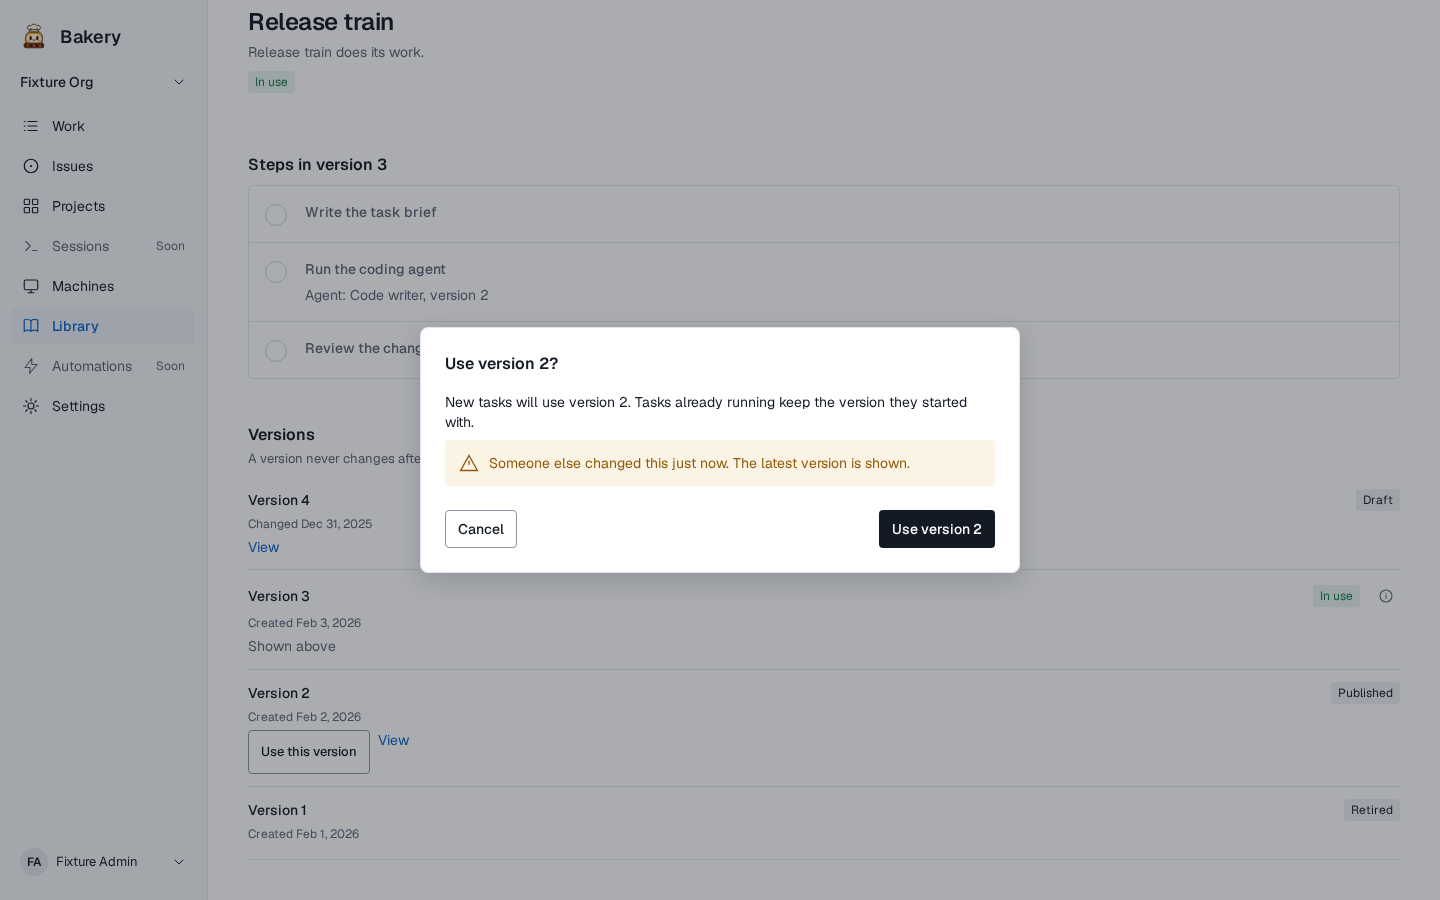 Bakery
Fixture Org
Work
Issues
Projects
Sessions Soon
Machines
Library
Automations Soon
Settings
FA Fixture Admin
Release train
Release train does its work.
In use
Steps in version 3
Write the task brief
Run the coding agent
Agent: Code writer, version 2
Review the chang
Versions
A version never changes afte
Version 4 Draft
Changed Dec 31, 2025
View
Version 3 In use
Created Feb 3, 2026
Shown above
Version 2 Published
Created Feb 2, 2026
Use this version View
Version 1 Retired
Created Feb 1, 2026
Use version 2?
New tasks will use version 2. Tasks already running keep the version they started
with.
Someone else changed this just now. The latest version is shown.
Cancel Use version 2